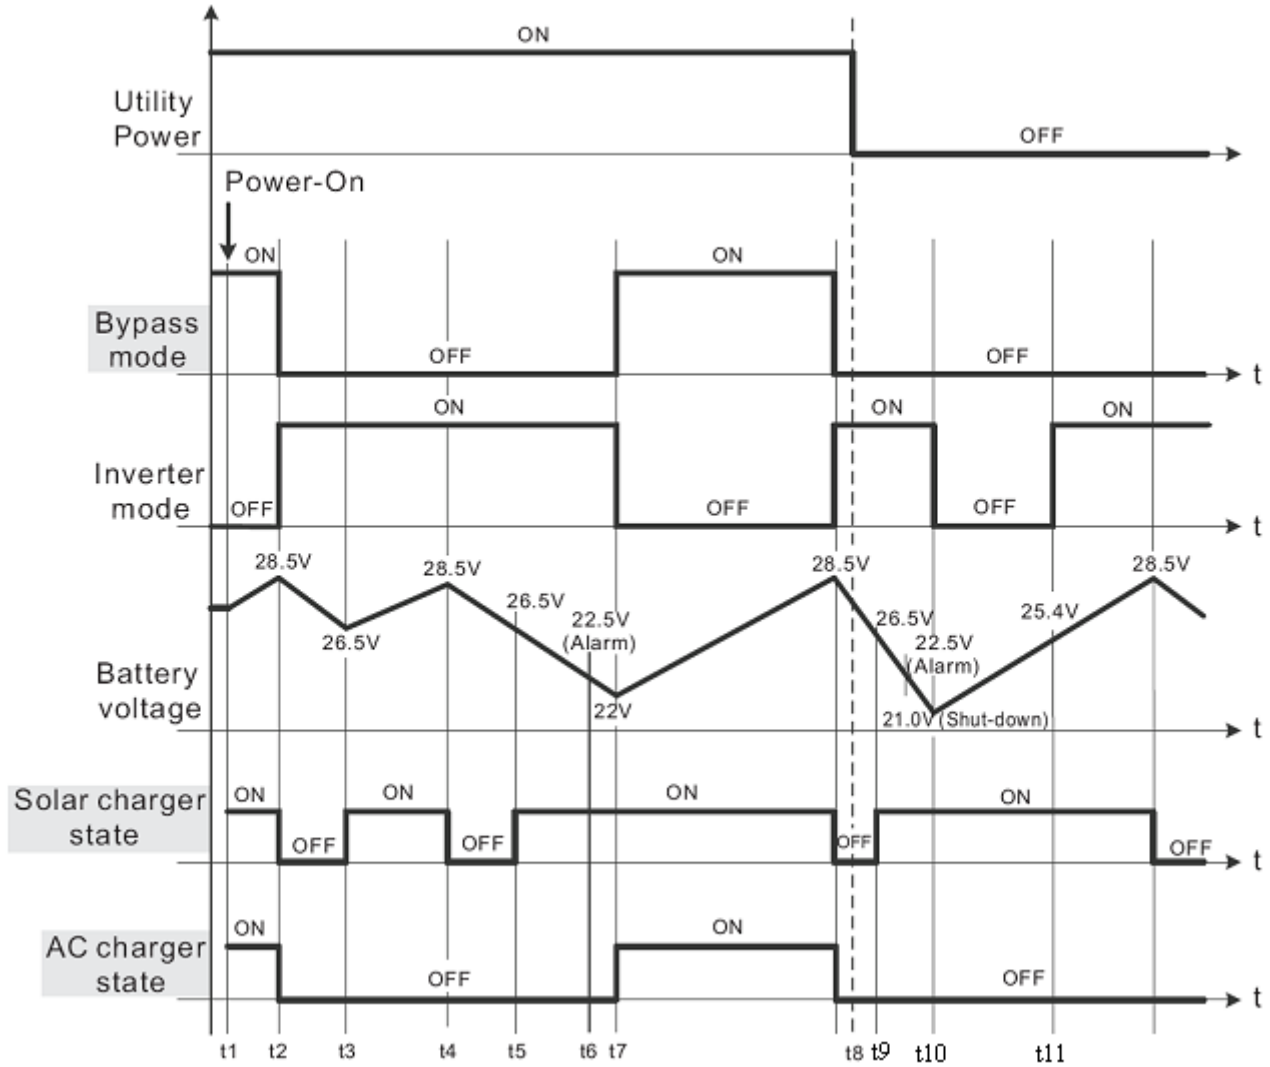 ON
Utility
Power
OFF
Power-On
ON
ON
Bypass
mode
OFF
OFF
t
ON
ON
ON
Inverter
mode
OFF
OFF
OFF
t
28.5V
28.5V
28.5V
28.5V
26.5V
26.5V
22.5V
(Alarm)
26.5V
22.5V
(Alarm)
25.4V
Battery
voltage
22V
21.0V (Shut-down)
t
Solar charger
state
ON
OFF
ON
OFF
ON
OFF
ON
OFF
t
AC charger
state
ON
OFF
ON
OFF
t
t1 t2 t3 t4 t5 t6 t7 t8 t9 t10 t11